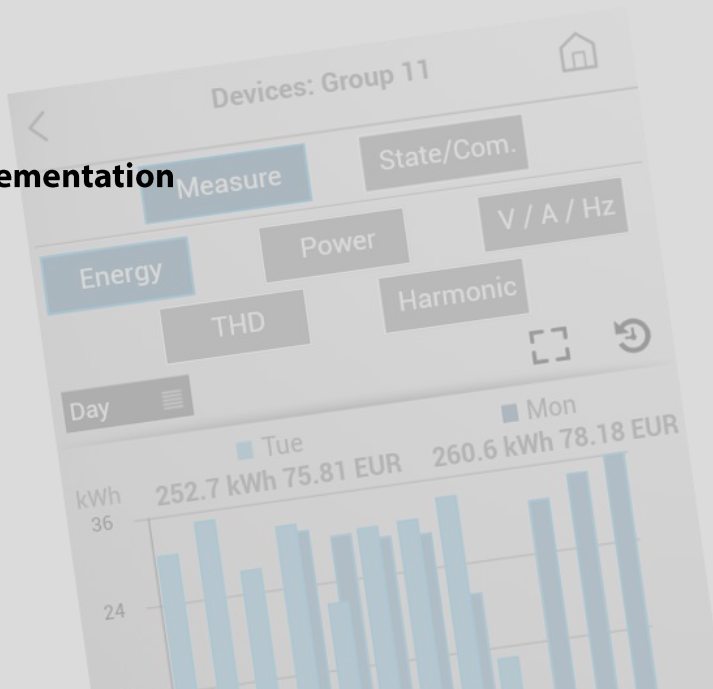 Devices: Group 11
ementation
Measure
State/Com.
Energy
Power
V / A / Hz
THD
Harmonic
Day
Tue
Mon
252.7 kWh 75.81 EUR
260.6 kWh 78.18 EUR
kWh
36
24